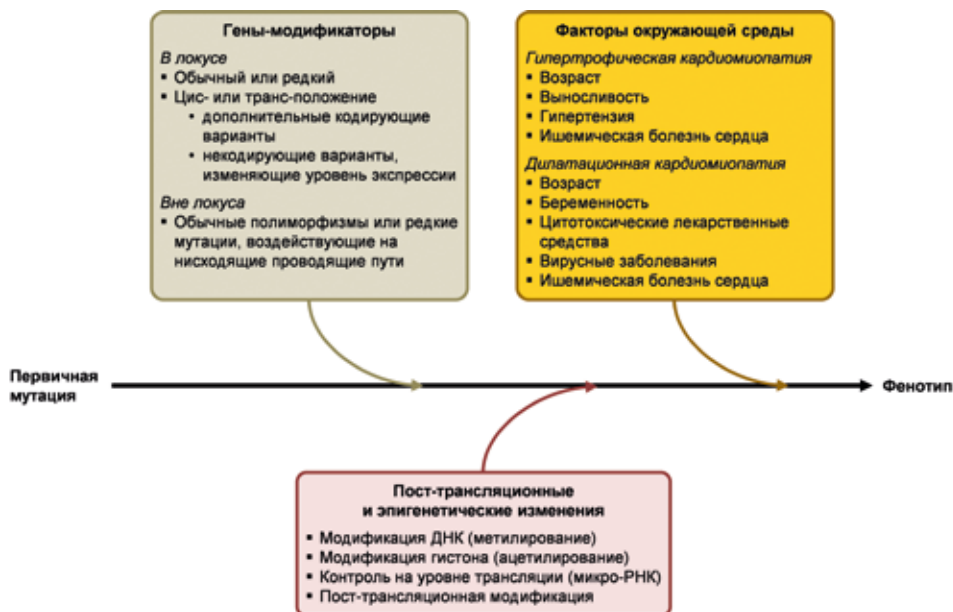 Гены-модификаторы
В локусе
▪ Обычный или редкий
▪ Цис- или транс-положение
• дополнительные кодирующие
варианты
• некодирующие варианты,
изменяющие уровень экспрессии
Вне локуса
▪ Обычные полиморфизмы или редкие
мутации, воздействующие на
нисходящие проводящие пути
Факторы окружающей среды
Гипертрофическая кардиомиопатия
▪ Возраст
▪ Выносливость
▪ Гипертензия
▪ Ишемическая болезнь сердца
Дилатационная кардиомиопатия
▪ Возраст
▪ Беременность
▪ Цитотоксические лекарственные
средства
▪ Вирусные заболевания
▪ Ишемическая болезнь сердца
Первичная
мутация
Фенотип
Пост-трансляционные
и эпигенетические изменения
▪ Модификация ДНК (метилирование)
▪ Модификация гистона (ацетилирование)
▪ Контроль на уровне трансляции (микро-РНК)
▪ Пост-трансляционная модификация